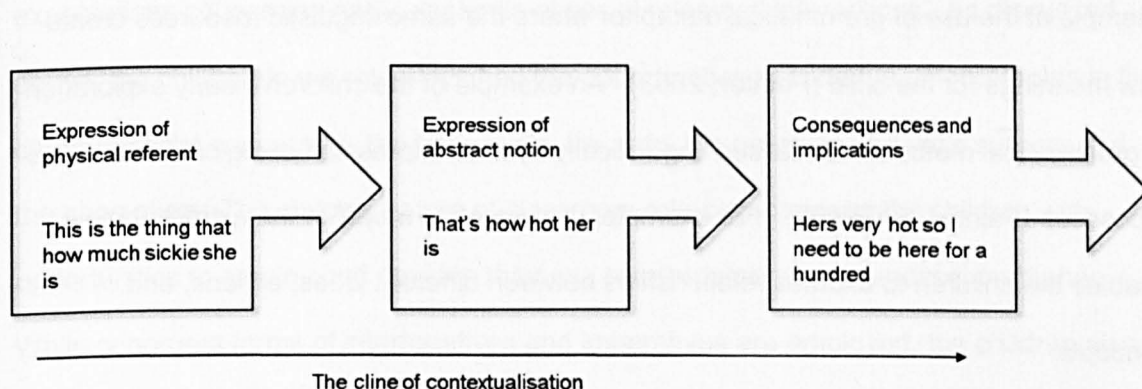 Expression of
physical referent
This is the thing that
how much sickie she
is
Expression of
abstract notion
That's how hot her
is
Consequences and
implications
Hers very hot so I
need to be here for a
hundred
The cline of contextualisation